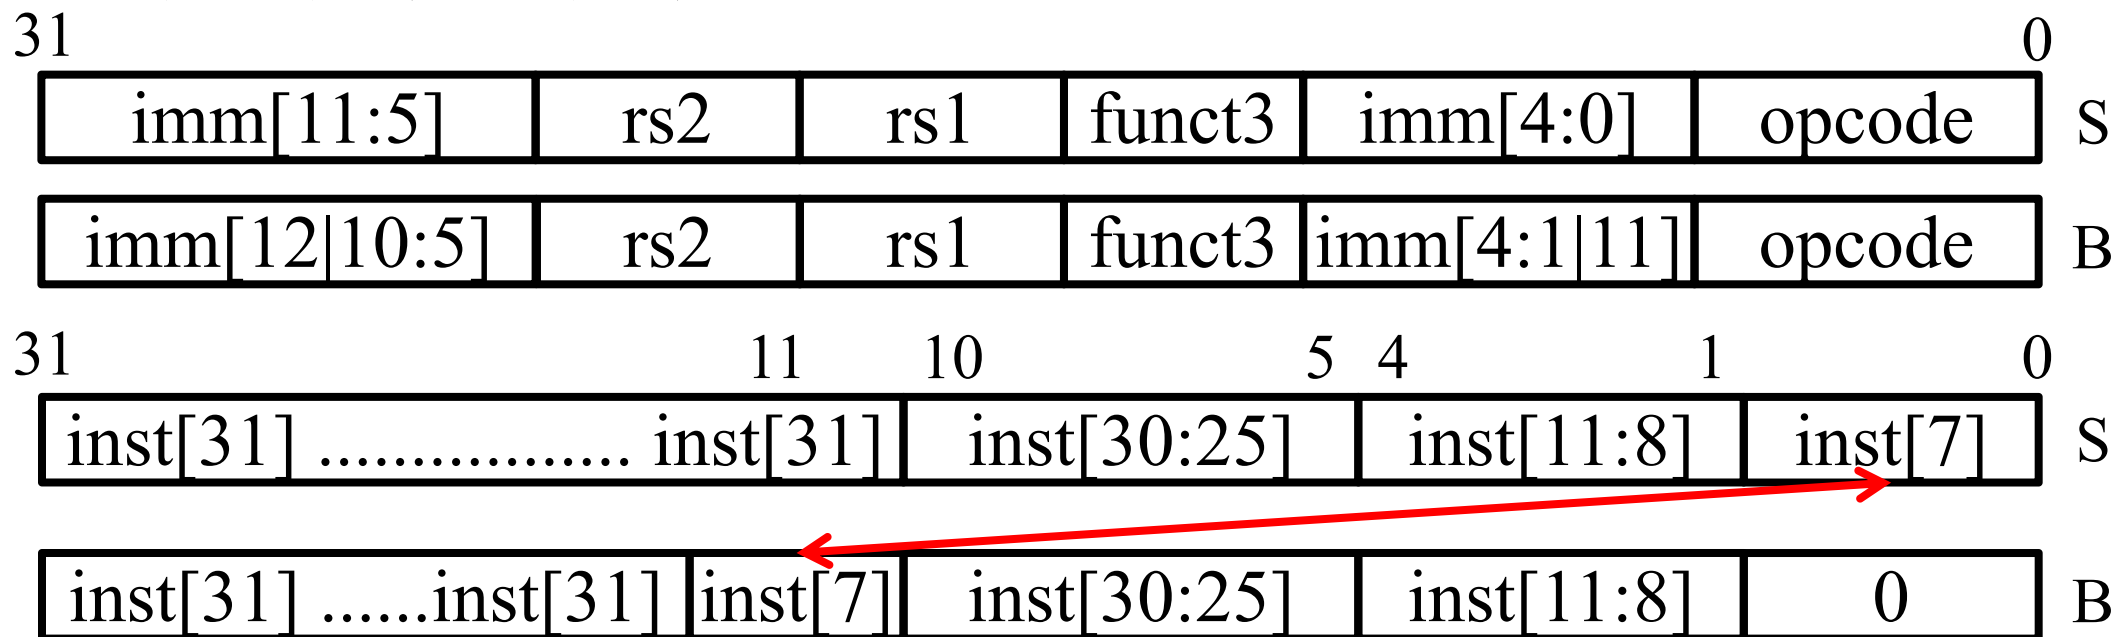 31 0
imm[11:5] rs2 rs1 funct3 imm[4:0] opcode S
imm[12|10:5] rs2 rs1 funct3 imm[4:1|11] opcode B
31 11 10 5 4 1 0
inst[31] ................. inst[31] inst[30:25] inst[11:8] inst[7] S
inst[31] ......inst[31] inst[7] inst[30:25] inst[11:8] 0 B